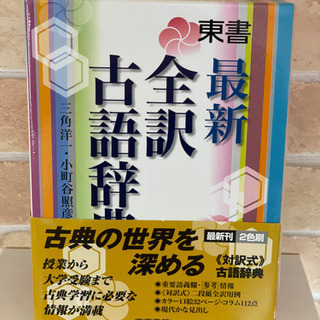 東書
最新
全訳
古語辞典
三角洋一・小町谷照彦
古典の世界を
深める
最新刊
2色刷
《対訳式》
古語辞典
授業から
大学受験まで
古典学習に必要な
情報が満載
●重要語義欄・「参考」情報
●〈対訳式〉二段組全訳用例
●カラー口絵32ページ・コラム112点
●現代かな見出し